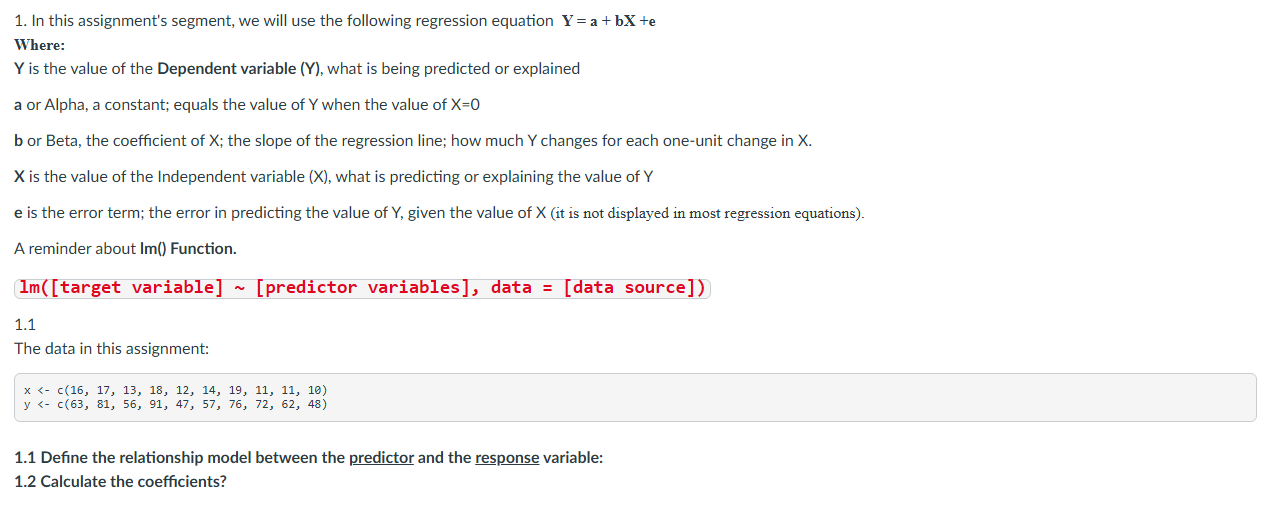 1. In this assignment's segment, we will use the following regression equation Y = a + bX +e
Where:
Y is the value of the Dependent variable (Y), what is being predicted or explained
a or Alpha, a constant; equals the value of Y when the value of X=0
b or Beta, the coefficient of X; the slope of the regression line; how much Y changes for each one-unit change in X.
X is the value of the Independent variable (X), what is predicting or explaining the value of Y
e is the error term; the error in predicting the value of Y, given the value of X (it is not displayed in most regression equations).
A reminder about lm() Function.
lm([target variable] ~ [predictor variables], data = [data source])
1.1
The data in this assignment:
x <- c(16, 17, 13, 18, 12, 14, 19, 11, 11, 10)
y <- c(63, 81, 56, 91, 47, 57, 76, 72, 62, 48)
1.1 Define the relationship model between the predictor and the response variable:
1.2 Calculate the coefficients?